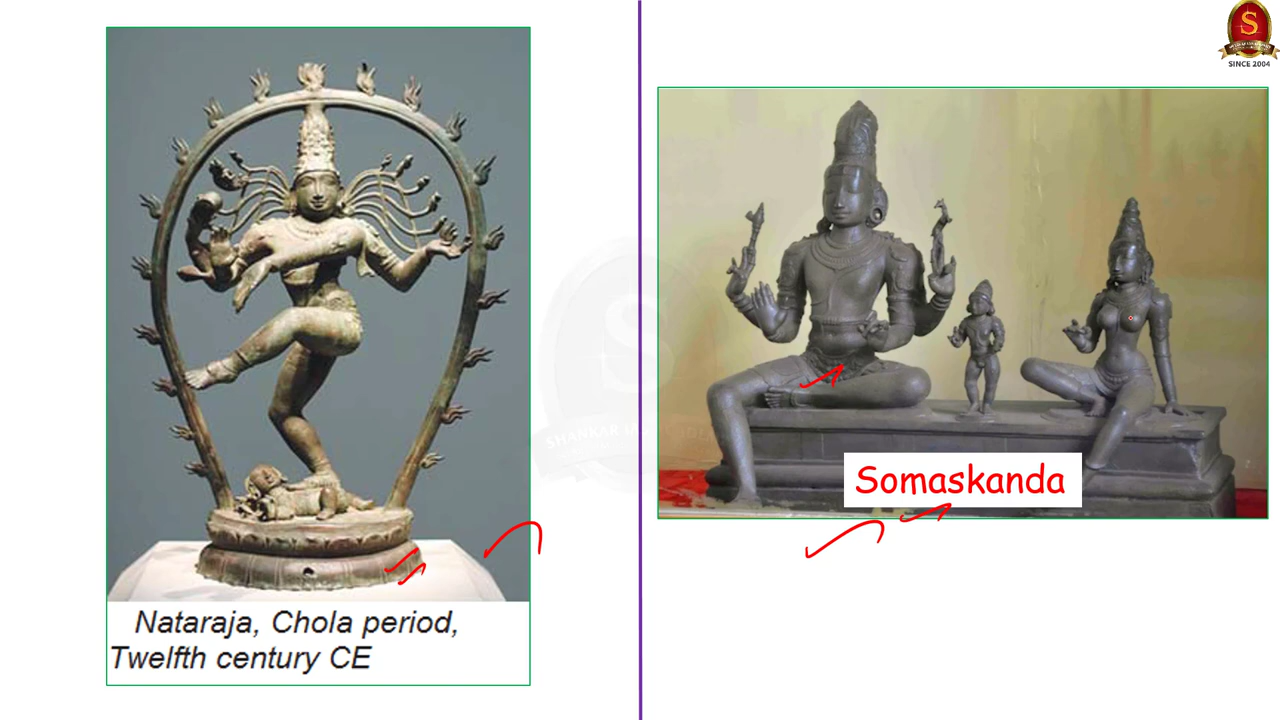 S
SINCE 2004
Somaskanda
Nataraja, Chola period,
Twelfth century CE